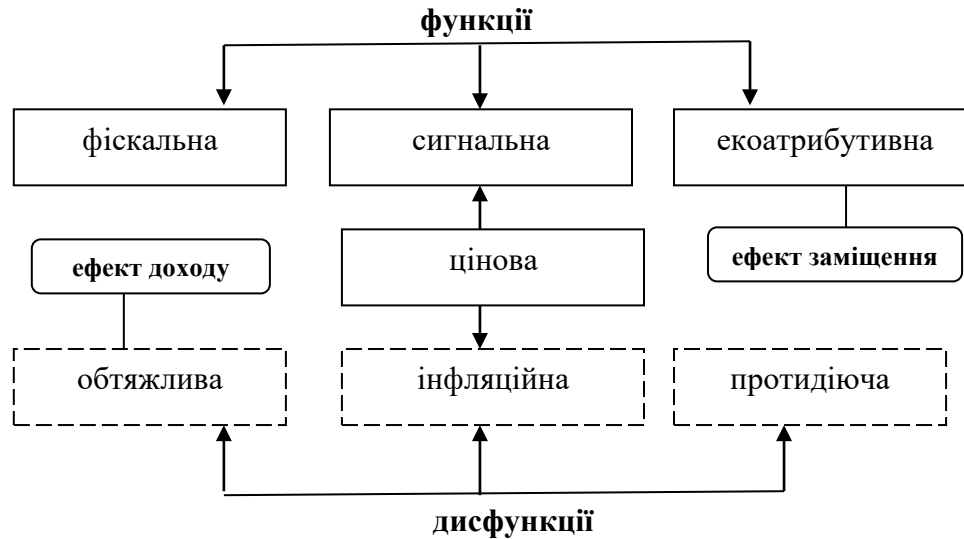 функції
фіскальна
сигнальна
екоатрибутивна
ефект доходу
цінова
ефект заміщення
обтяжлива
інфляційна
протидіюча
дисфункції